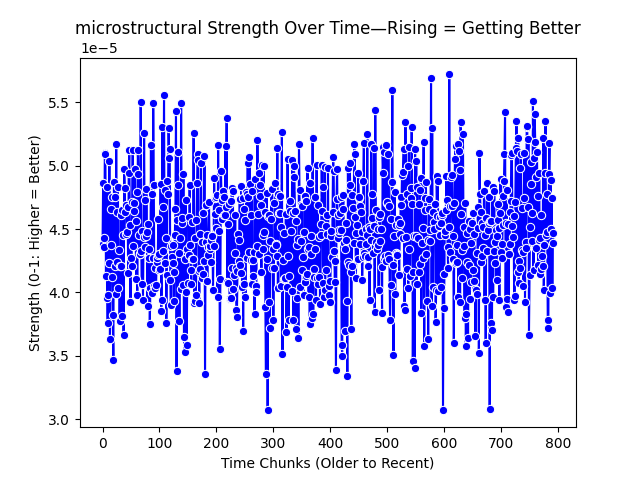 microstructural Strength Over Time—Rising = Getting Better
1e−5
5.5
5.0
4.5
4.0
3.5
3.0
Strength (0-1: Higher = Better)
0 100 200 300 400 500 600 700 800
Time Chunks (Older to Recent)